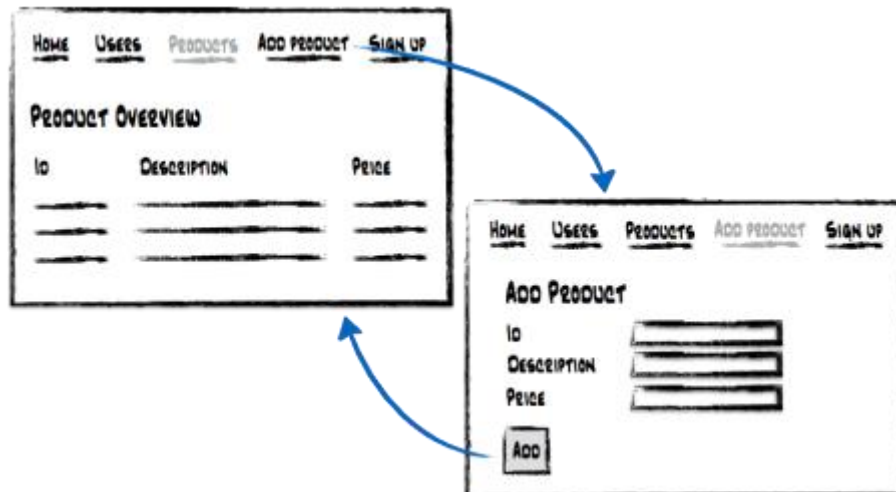 Home Users Products Add product Sign up
Product Overview
Id Description Price
Home Users Products Add product Sign up
Add Product
Id
Description
Price
Add